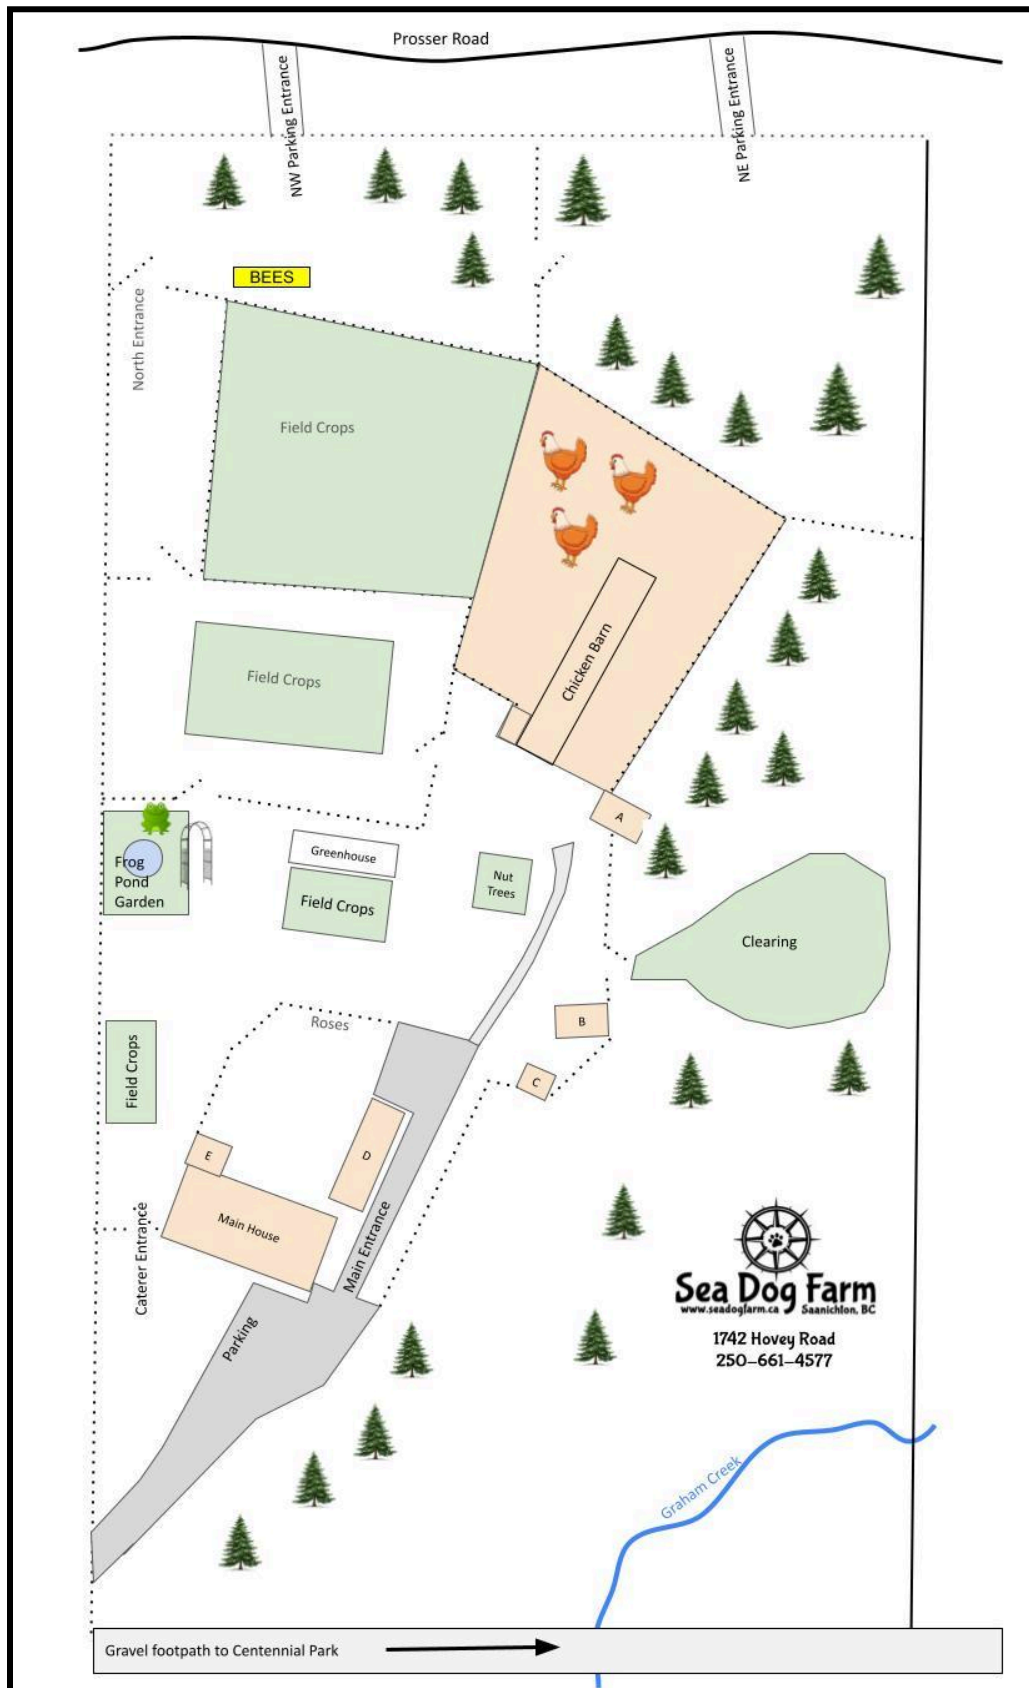 Prosser Road
NW Parking Entrance
NE Parking Entrance
BEES
North Entrance
Field Crops
Chicken Barn
Field Crops
A
Frog
Pond
Garden
Greenhouse
Field Crops
Nut
Trees
Clearing
Roses
B
Field Crops
C
D
E
Main House
Main Entrance
Caterer Entrance
Parking
Sea Dog Farm
www.seadogfarm.ca Saanichton, BC
1742 Hovey Road
250-661-4577
Graham Creek
Gravel footpath to Centennial Park